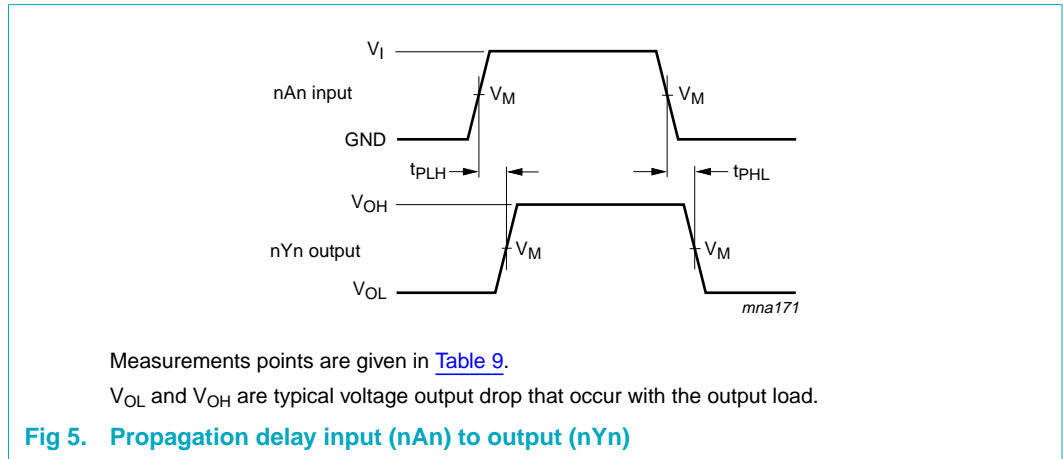 VI
nAn input
VM
VM
GND
tPLH
tPHL
VOH
nYn output
VM
VM
VOL
mna171
Measurements points are given in Table 9.
VOL and VOH are typical voltage output drop that occur with the output load.
Fig 5. Propagation delay input (nAn) to output (nYn)